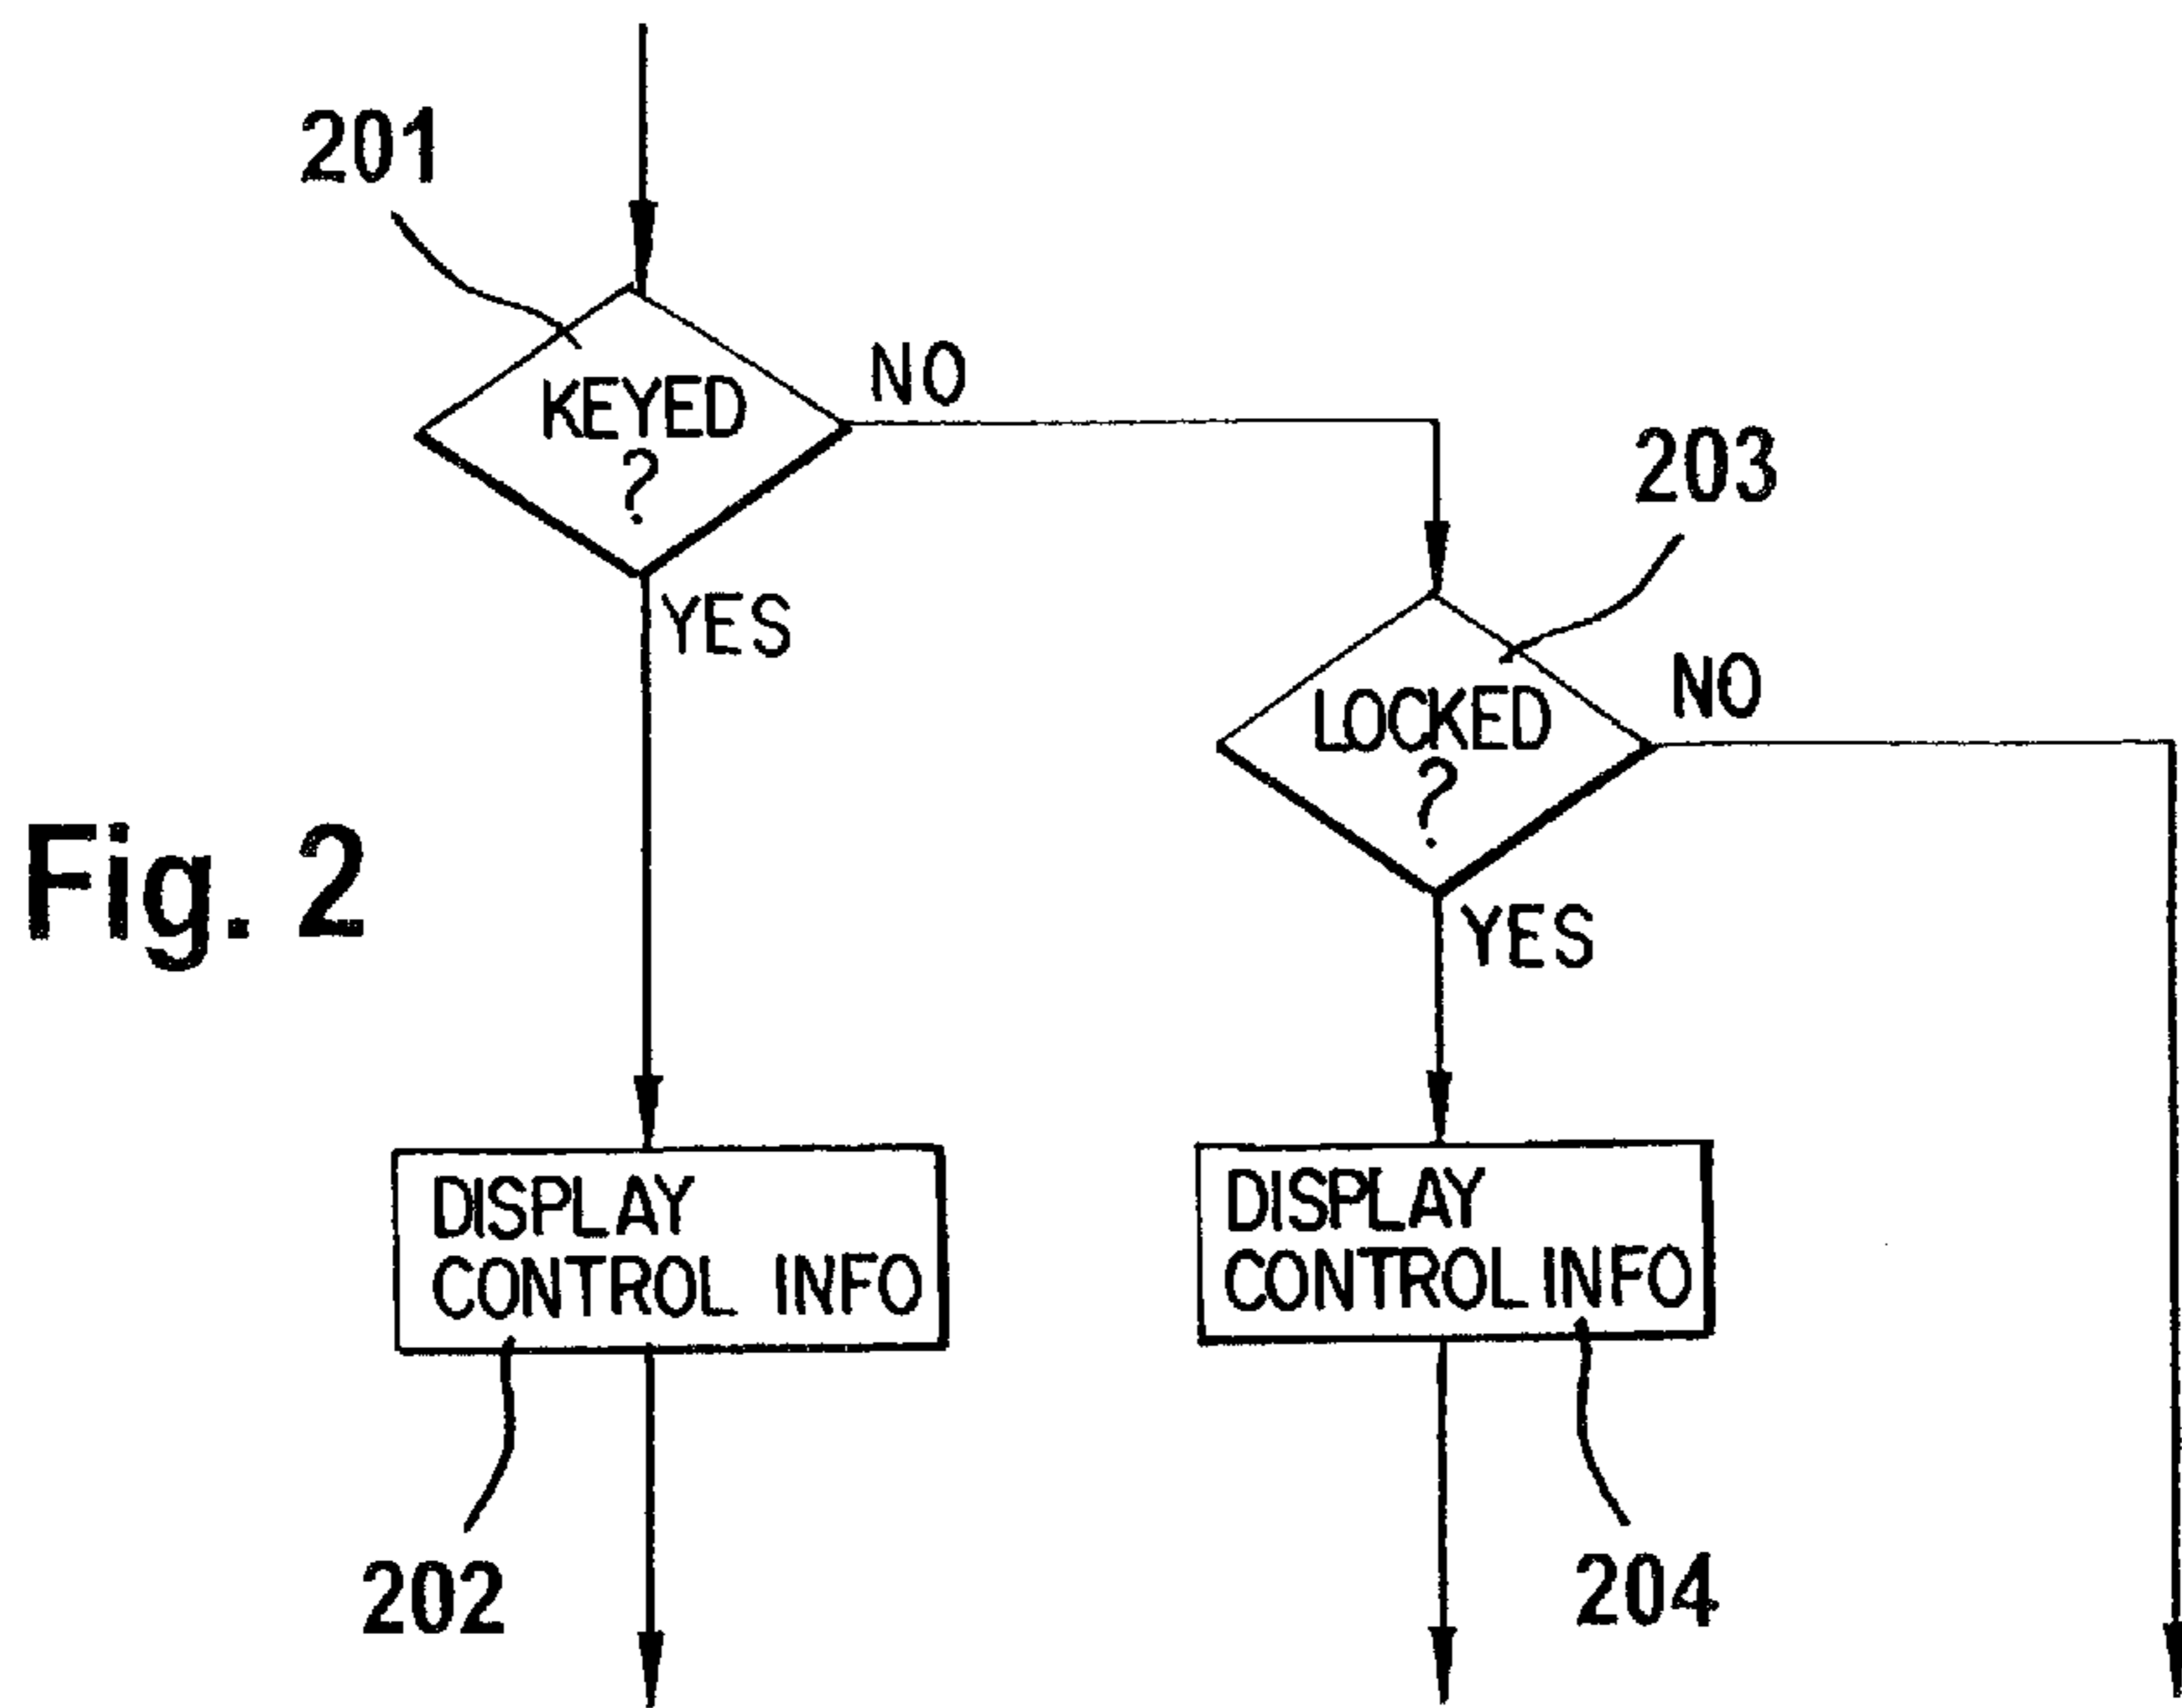 201
KEYED
?
NO
YES
203
LOCKED
?
NO
YES
Fig. 2
DISPLAY
CONTROL INFO
202
DISPLAY
CONTROL INFO
204